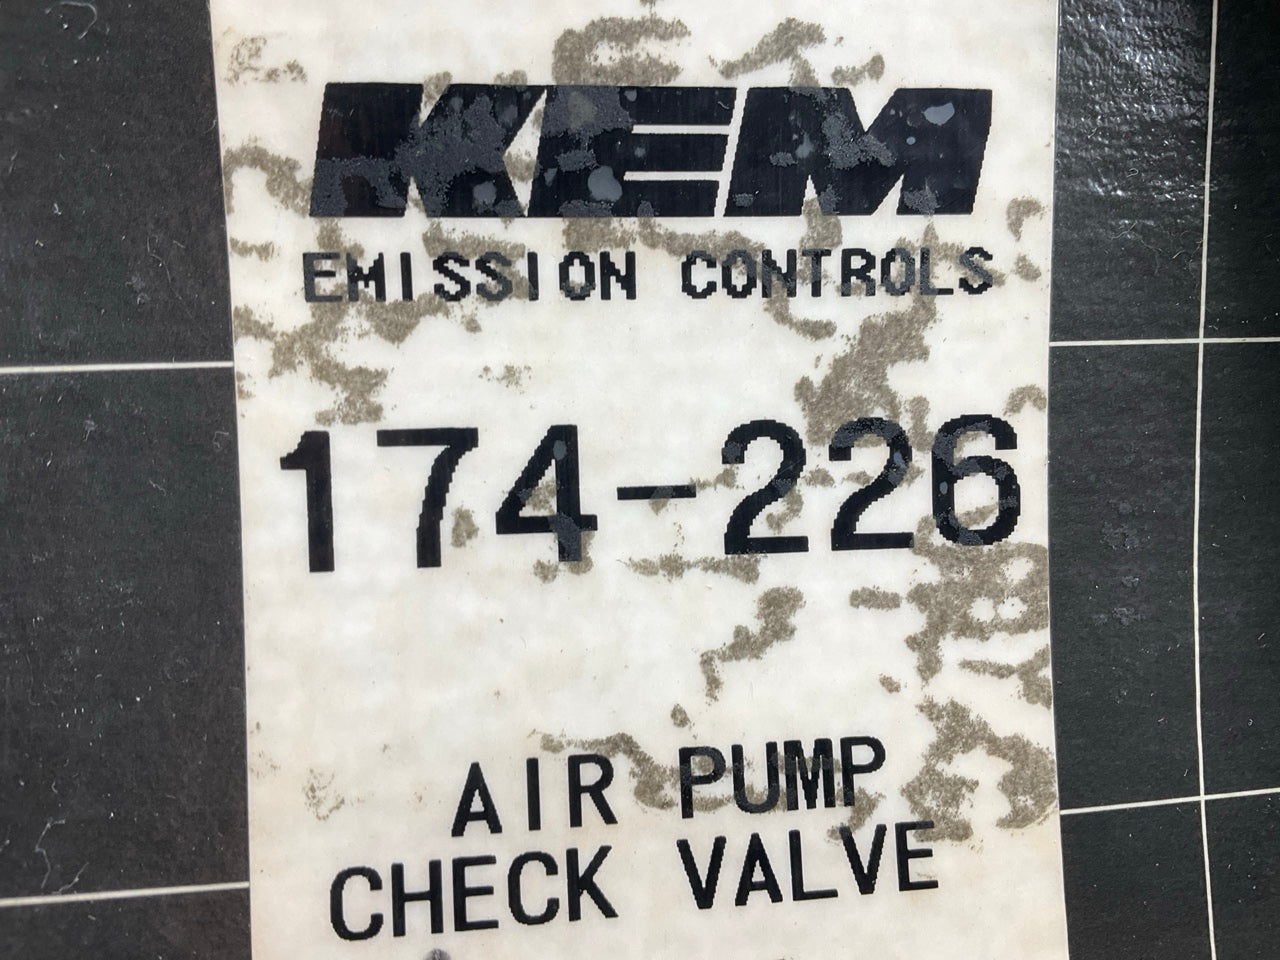 KEM
EMISSION CONTROLS
174-226
AIR PUMP
CHECK VALVE